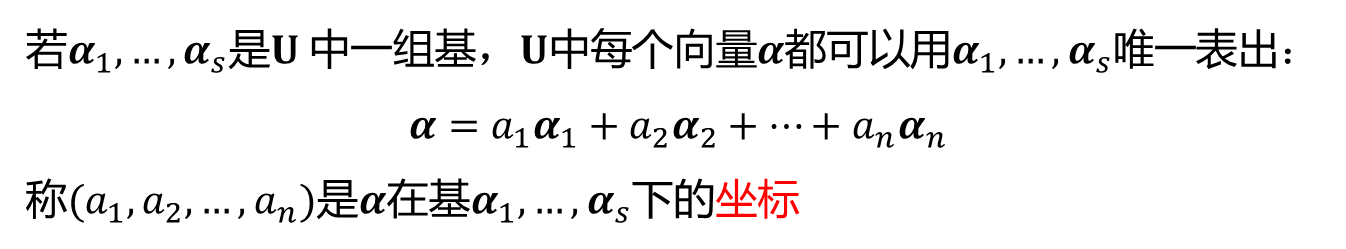 若𝜶₁, …, 𝜶ₛ是𝐔 中一组基，𝐔中每个向量𝜶都可以用𝜶₁, …, 𝜶ₛ唯一表出：
𝜶 = 𝑎₁𝜶₁ + 𝑎₂𝜶₂ + ⋯ + 𝑎ₙ𝜶ₙ
称(𝑎₁, 𝑎₂, …, 𝑎ₙ)是𝜶在基𝜶₁, …, 𝜶ₛ下的坐标